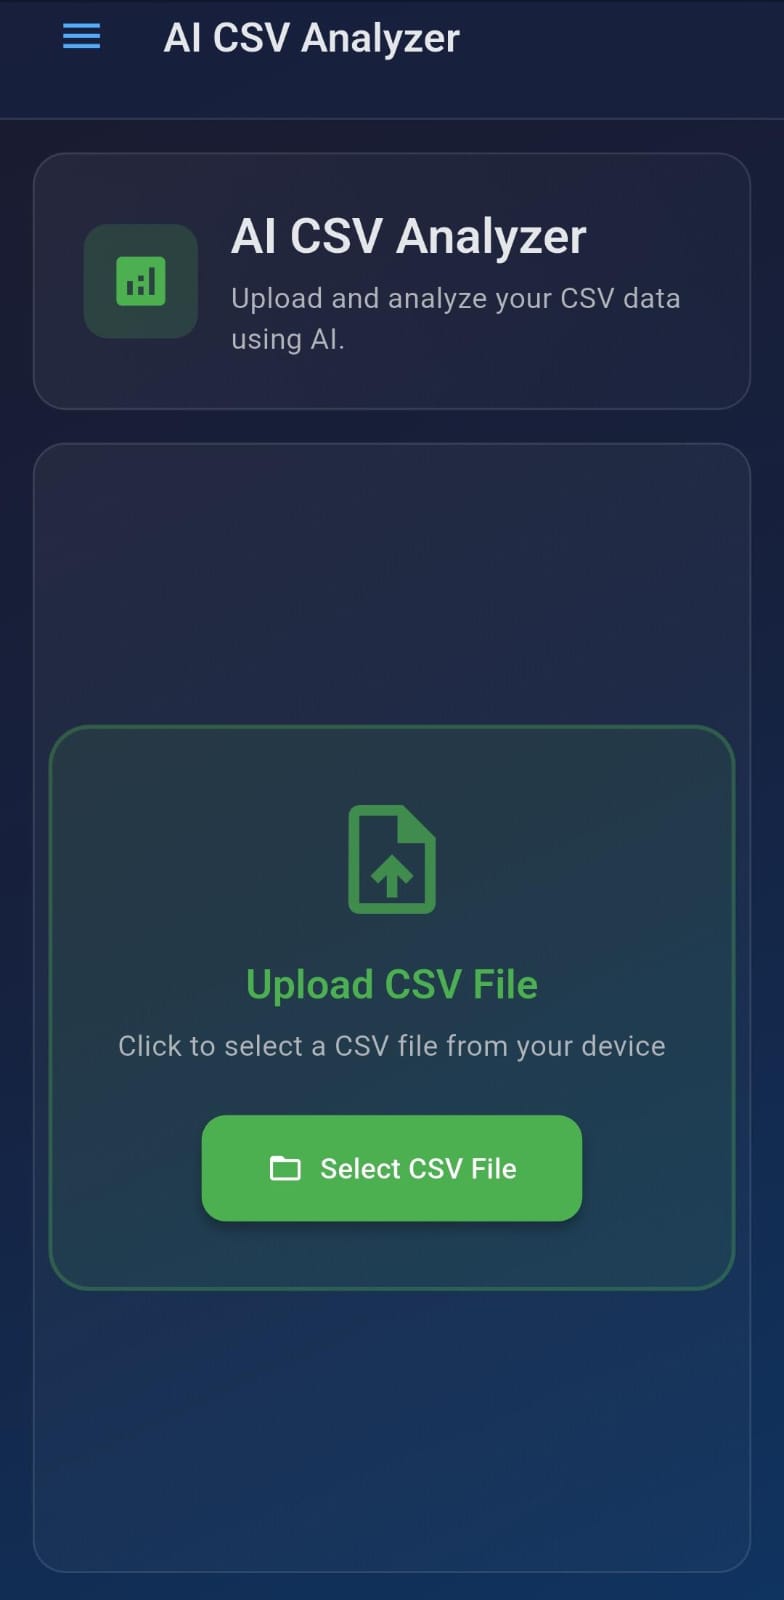 AI CSV Analyzer
AI CSV Analyzer
Upload and analyze your CSV data
using AI.
Upload CSV File
Click to select a CSV file from your device
Select CSV File